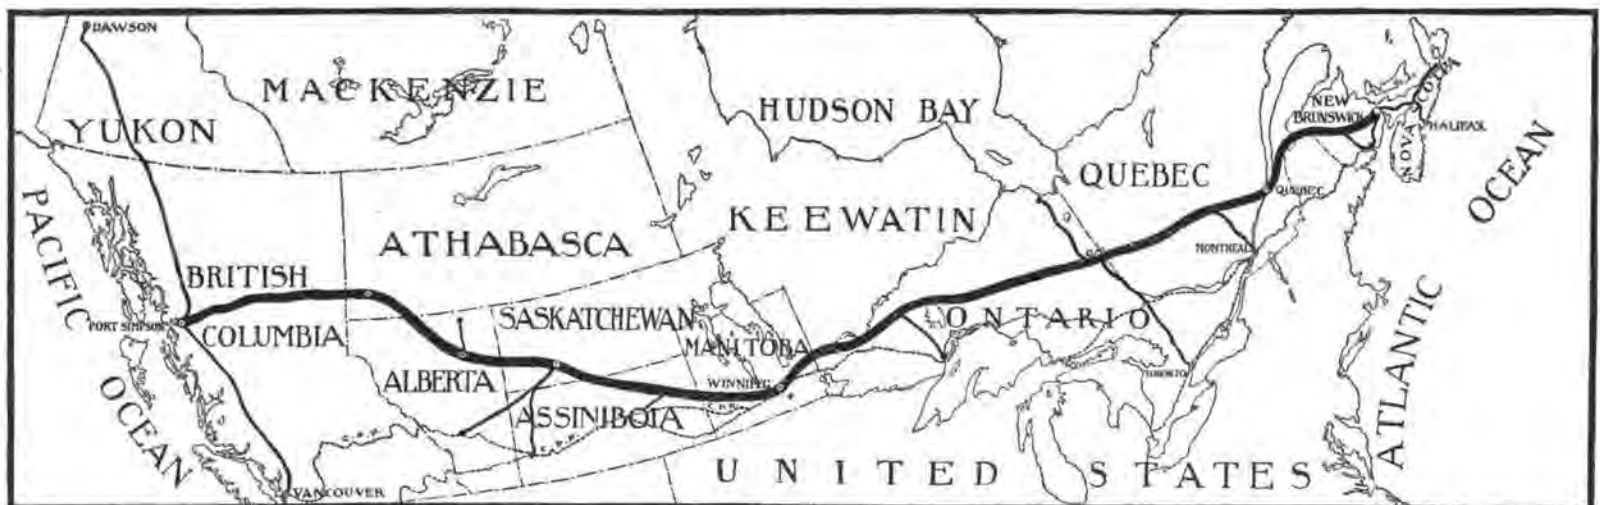 DAWSON
MACKENZIE
YUKON
HUDSON BAY
NEW
BRUNSWICK
NOVA
SCOTIA
HALIFAX
OCEAN
PACIFIC
ATHABASCA
KEEWATIN
QUEBEC
QUEBEC
BRITISH
COLUMBIA
PORT SIMPSON
SASKATCHEWAN
MANITOBA
ONTARIO
MONTREAL
ALBERTA
WINNIPEG
ASSINIBOIA
C.P.R.
C.P.R.
C.P.R.
TORONTO
ATLANTIC
OCEAN
VANCOUVER
UNITED STATES